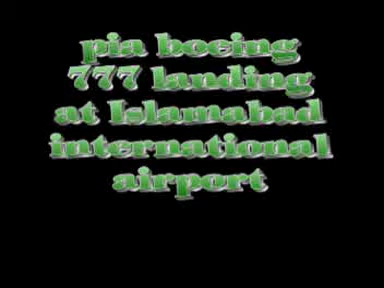 pia boeing
777 landing
at Islamabad
international
airport